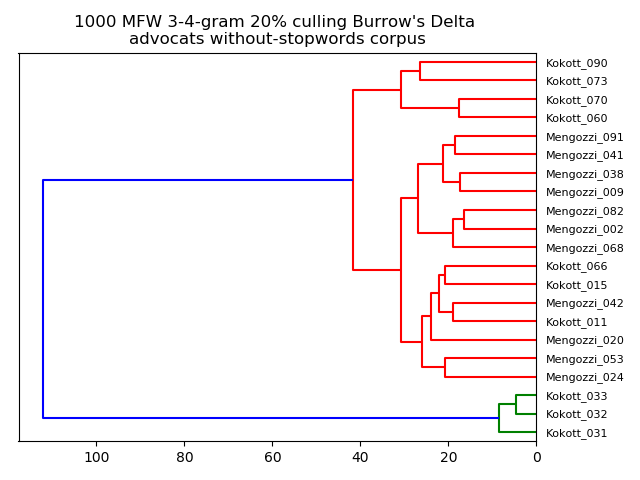 1000 MFW 3-4-gram 20% culling Burrow's Delta
advocats without-stopwords corpus
Kokott_090
Kokott_073
Kokott_070
Kokott_060
Mengozzi_091
Mengozzi_041
Mengozzi_038
Mengozzi_009
Mengozzi_082
Mengozzi_002
Mengozzi_068
Kokott_066
Kokott_015
Mengozzi_042
Kokott_011
Mengozzi_020
Mengozzi_053
Mengozzi_024
Kokott_033
Kokott_032
Kokott_031
100 80 60 40 20 0